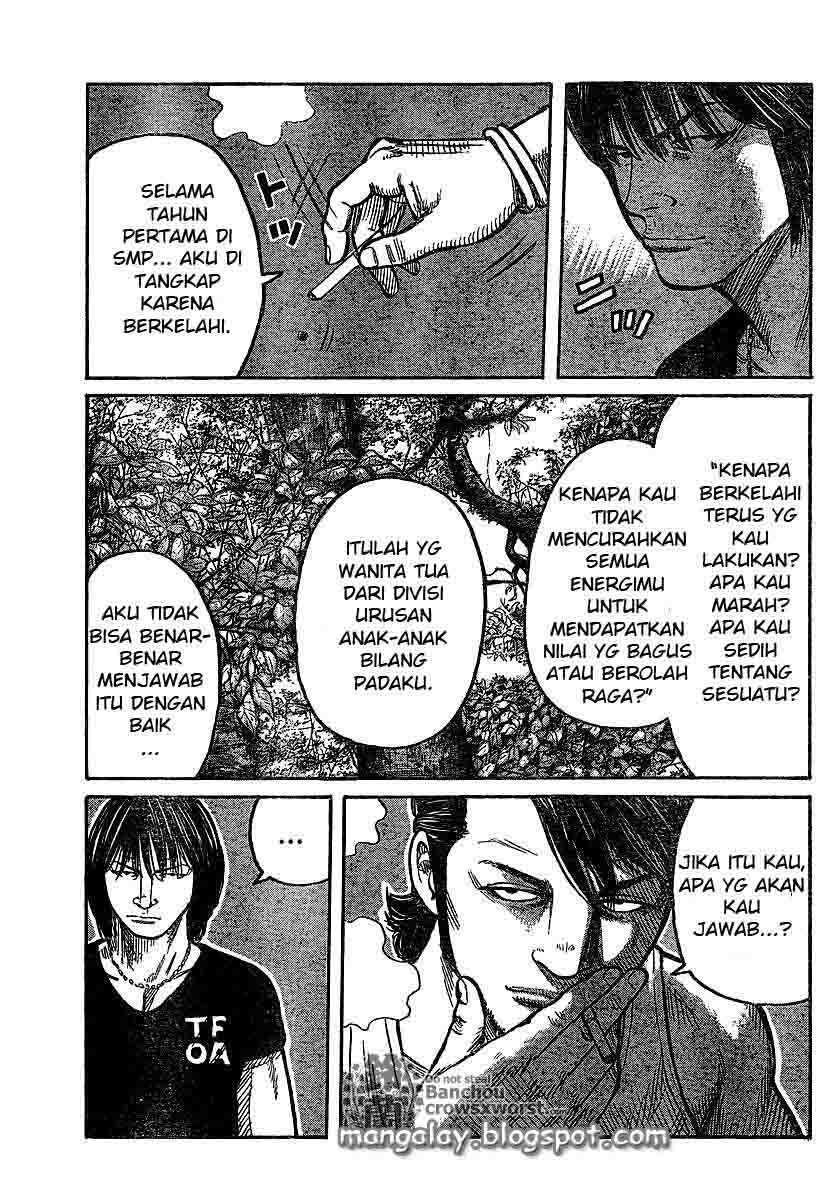 SELAMA
TAHUN
PERTAMA DI
SMP... AKU DI
TANGKAP
KARENA
BERKELAHI.
トッ
"KENAPA
BERKELAHI
TERUS YG
KAU
LAKUKAN?
APA KAU
MARAH?
APA KAU
SEDIH
TENTANG
SESUATU?
KENAPA KAU
TIDAK
MENCURAHKAN
SEMUA
ENERGIMU
UNTUK
MENDAPATKAN
NILAI YG BAGUS
ATAU BEROLAH
RAGA?"
ITULAH YG
WANITA TUA
DARI DIVISI
URUSAN
ANAK-ANAK
BILANG
PADAKU.
AKU TIDAK
BISA BENAR-
BENAR
MENJAWAB
ITU DENGAN
BAIK
...
JIKA ITU KAU,
APA YG AKAN
KAU
JAWAB...?
...
TF
OA
Do not steal
Banchou
crowsxworst...
mangalay.blogspot.com